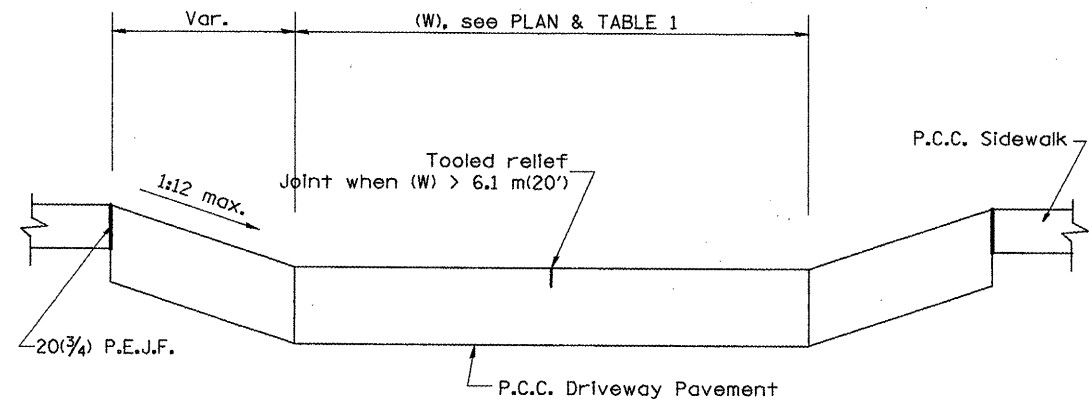 Var.
(W), see PLAN & TABLE 1
P.C.C. Sidewalk
Tooled relief
Joint when (W) > 6.1 m(20')
1:12 max.
20(3/4) P.E.J.F.
P.C.C. Driveway Pavement